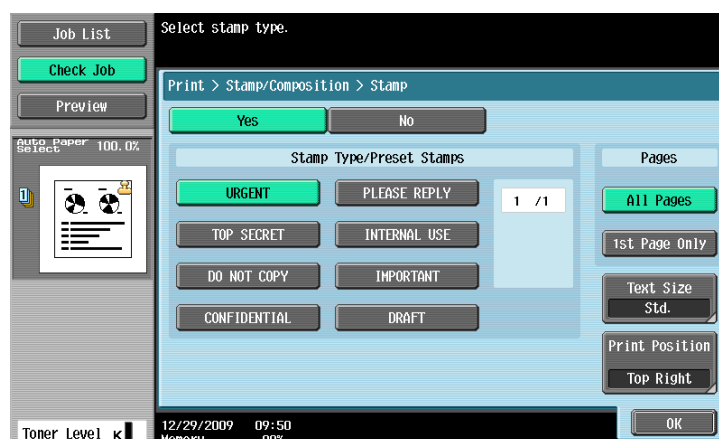 Job List
Check Job
Preview
Auto Paper
Select 100.0%
1
Toner Level K
Select stamp type.
Print > Stamp/Composition > Stamp
Yes
No
Stamp Type/Preset Stamps
URGENT
PLEASE REPLY
TOP SECRET
INTERNAL USE
DO NOT COPY
IMPORTANT
CONFIDENTIAL
DRAFT
1 /1
Pages
All Pages
1st Page Only
Text Size
Std.
Print Position
Top Right
12/29/2009 09:50
Memory 99%
OK